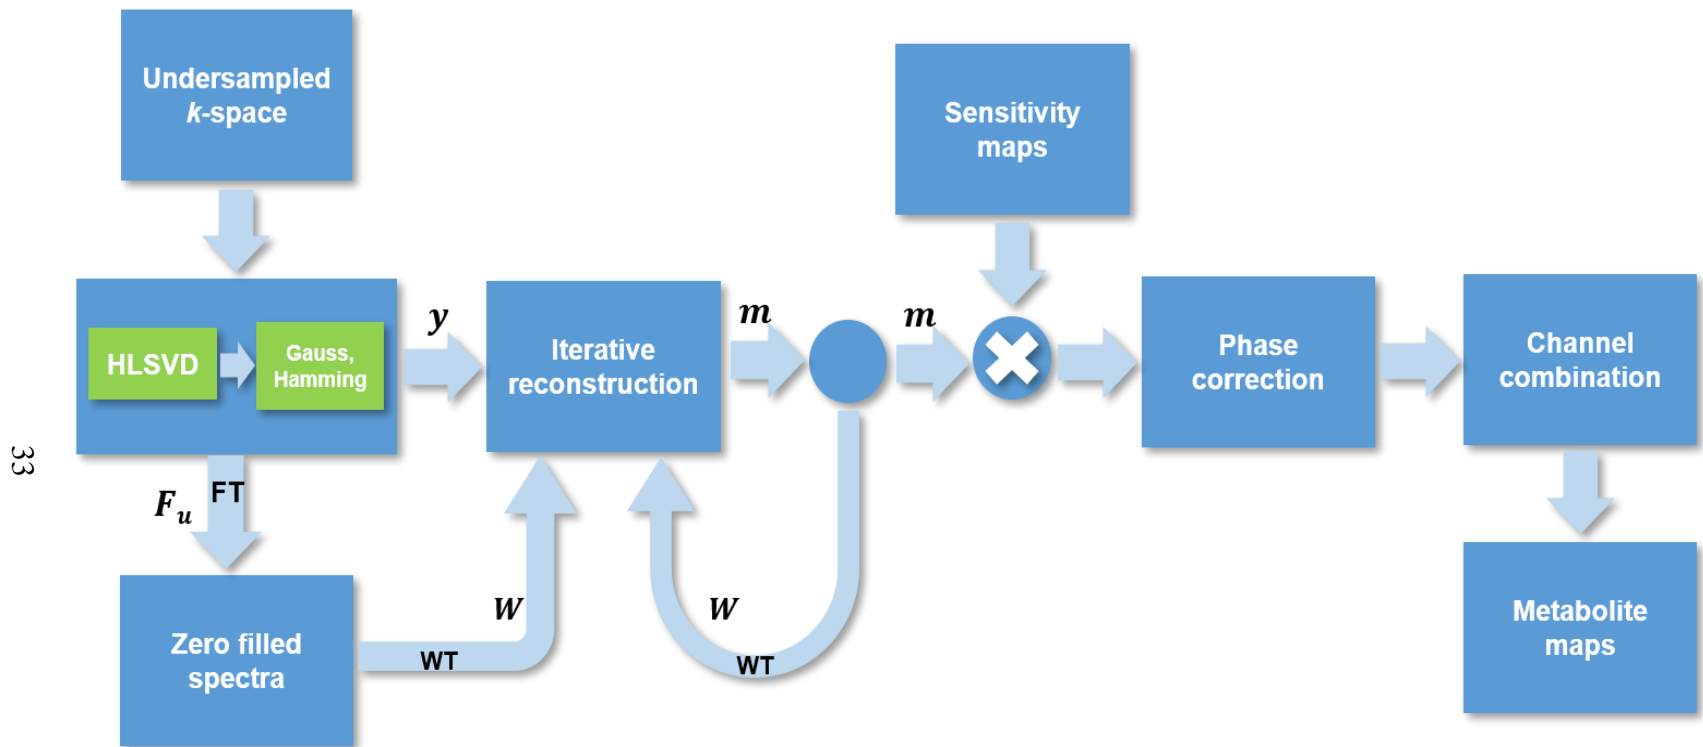 Undersampled
k-space
Sensitivity
maps
HLSVD
Gauss,
Hamming
y
Iterative
reconstruction
m
m
Phase
correction
Channel
combination
33
F_u
FT
Zero filled
spectra
W
WT
W
WT
Metabolite
maps